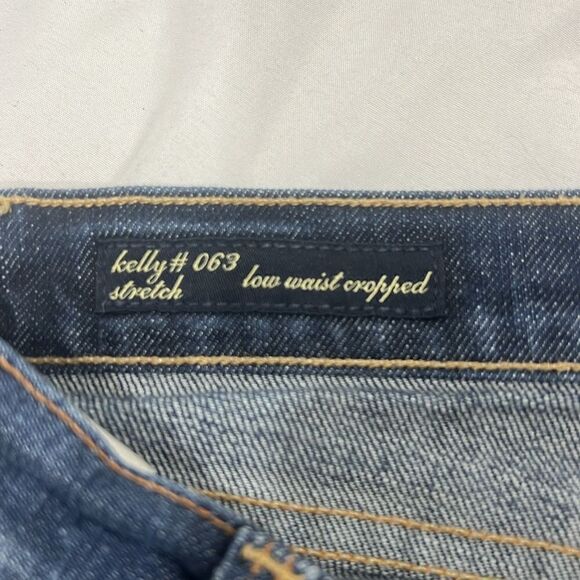 kelly# 063
stretch
low waist cropped